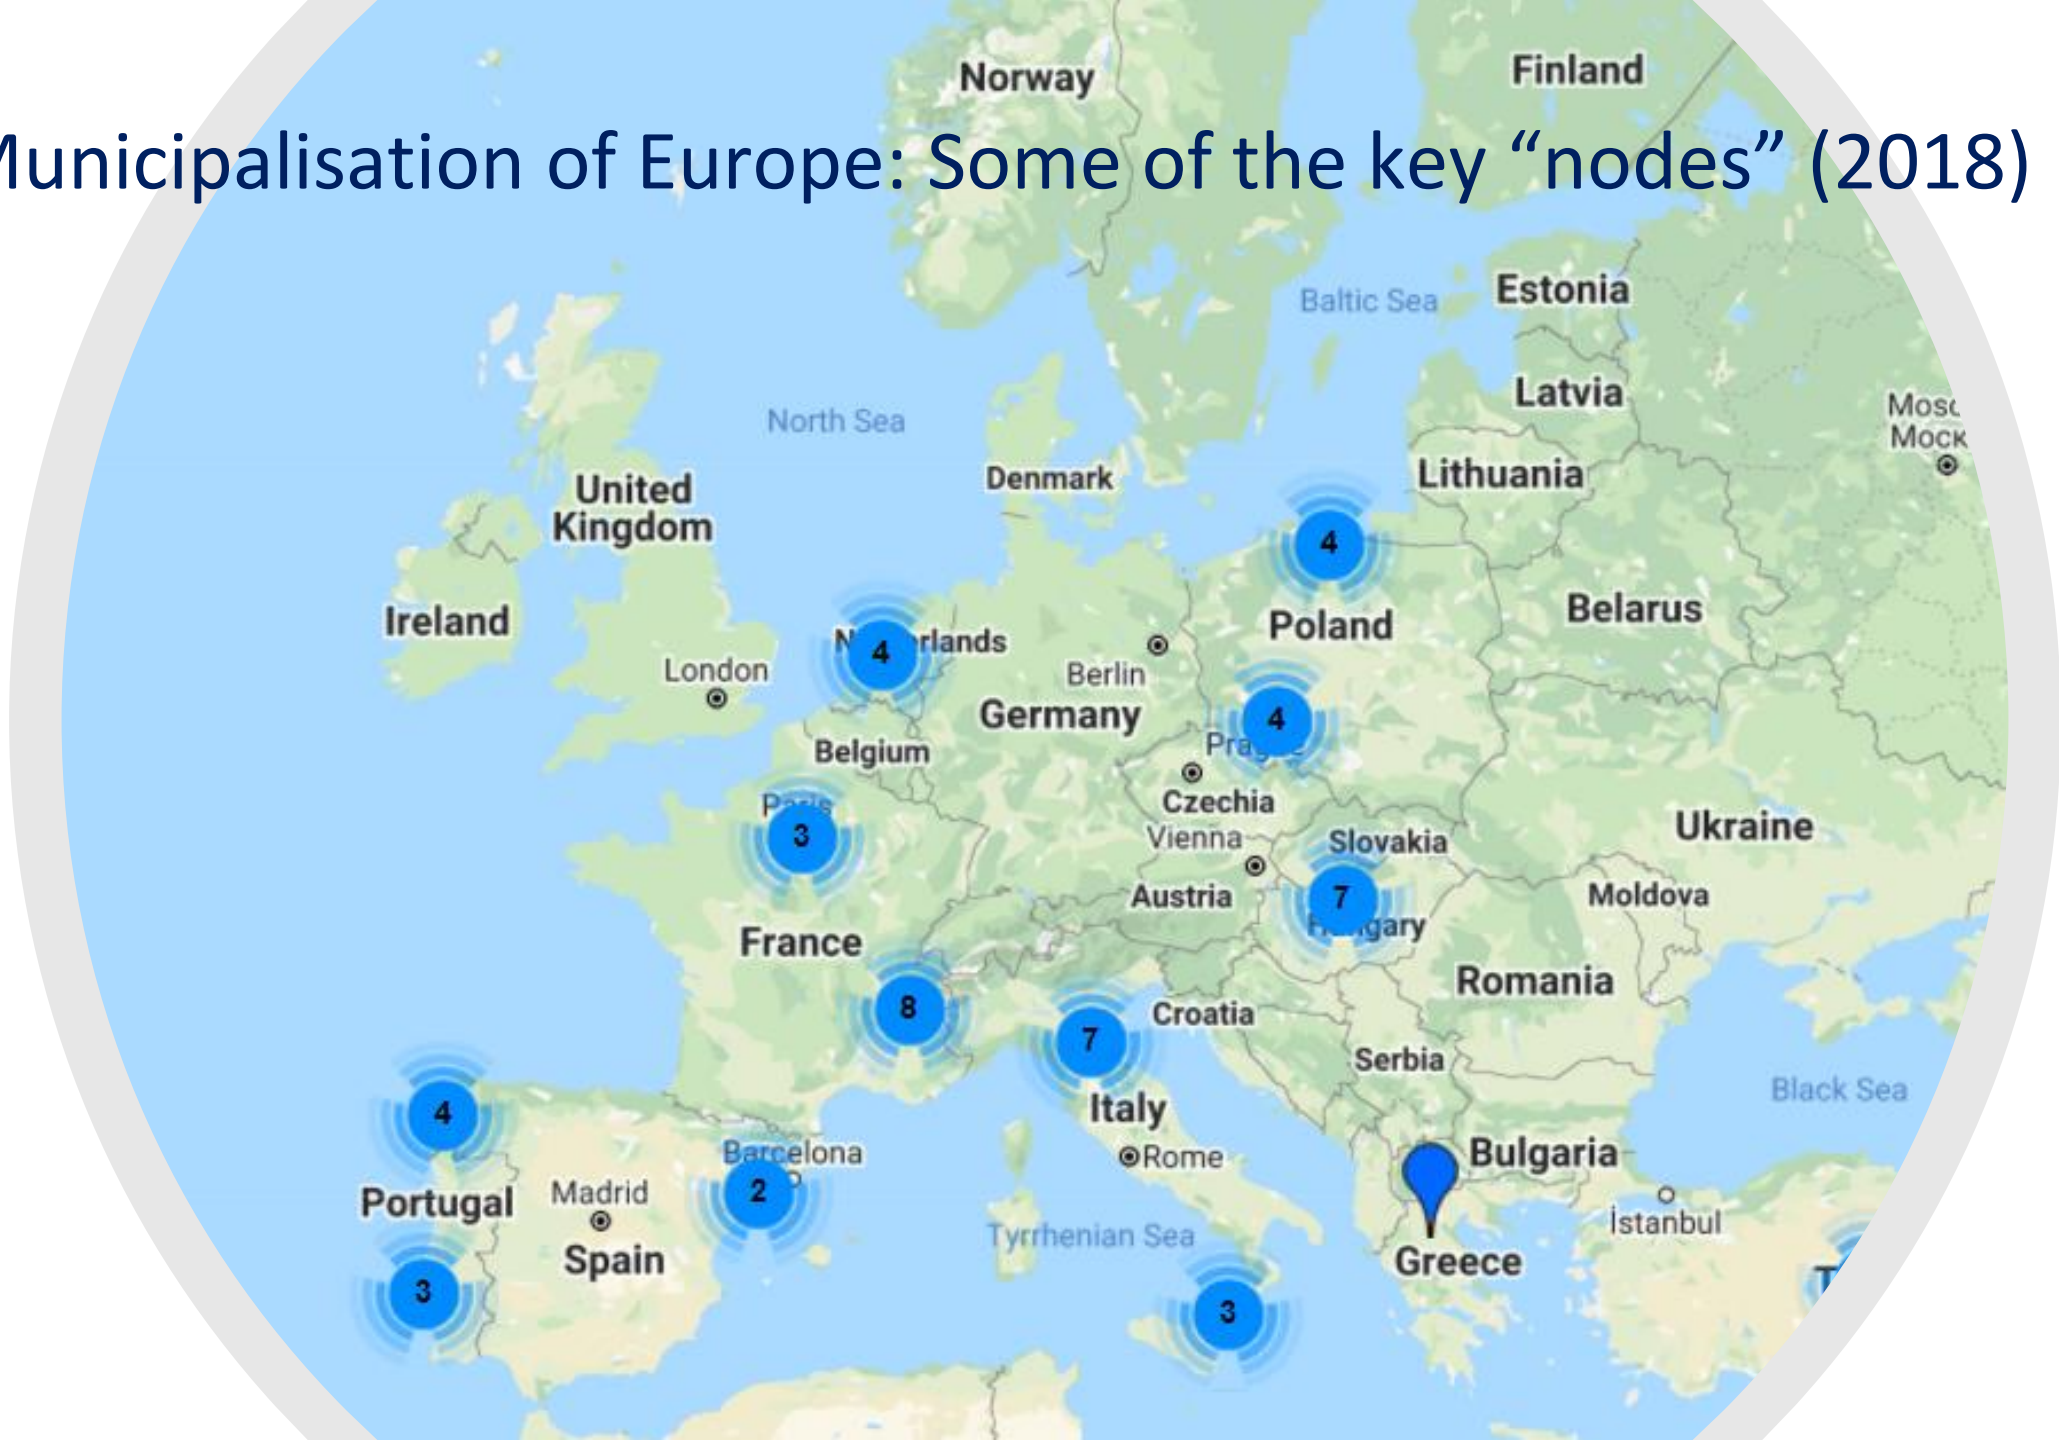 Norway
Finland
Municipalisation of Europe: Some of the key “nodes” (2018)
Estonia
Baltic Sea
Latvia
North Sea
Lithuania
Denmark
United
Kingdom
4
Belarus
Ireland
Poland
4
London
Berlin
Germany
4
Belgium
Czechia
Paris
3
Vienna
Slovakia
Ukraine
Austria
7
Moldova
France
Romania
8
Croatia
7
Serbia
Black Sea
4
Italy
Barcelona
Rome
Bulgaria
Portugal
Madrid
2
İstanbul
Tyrrhenian Sea
Spain
Greece
3
3